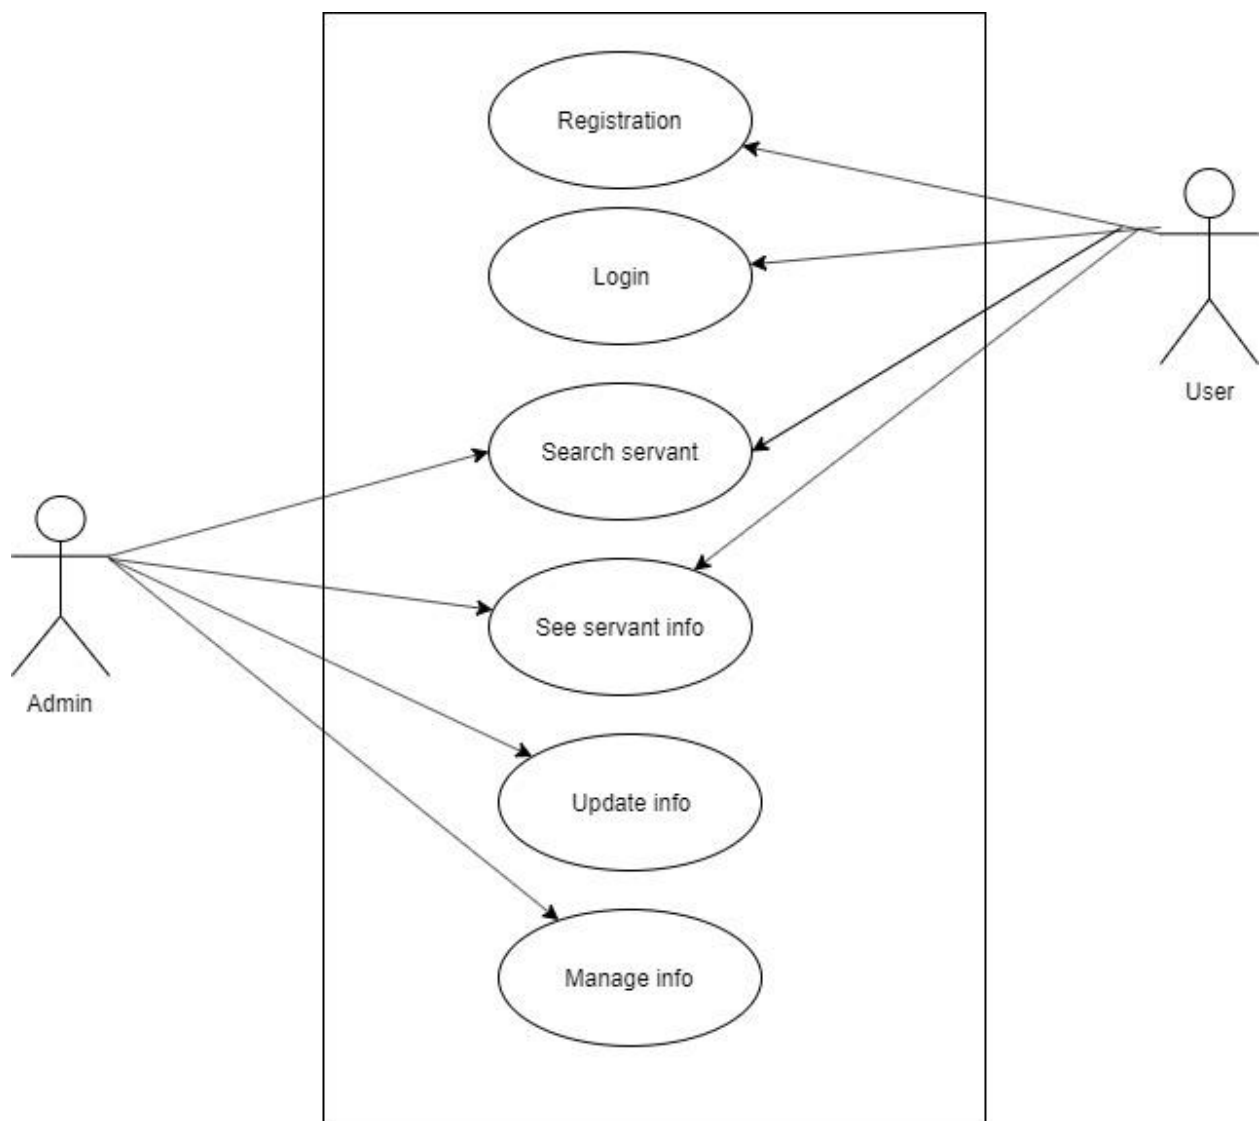 Registration
Login
User
Search servant
See servant info
Admin
Update info
Manage info